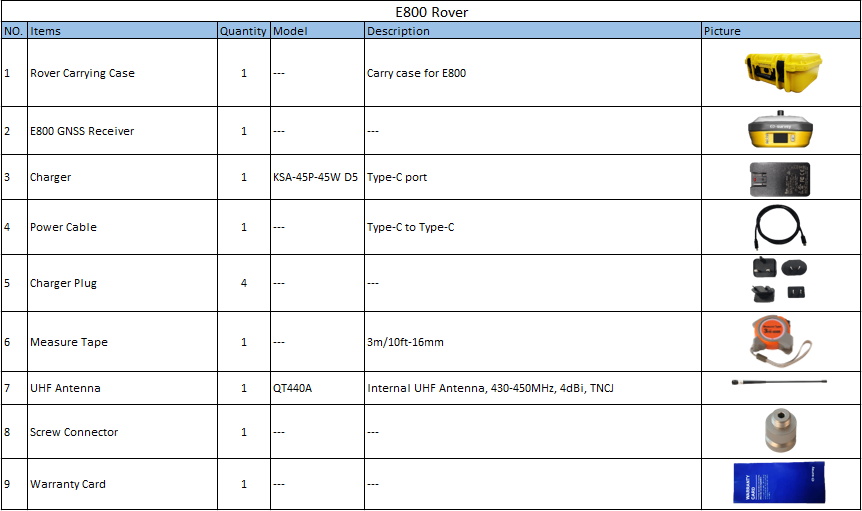 E800 Rover
NO. Items Quantity Model Description Picture
1 Rover Carrying Case 1 --- Carry case for E800
2 E800 GNSS Receiver 1 --- ---
3 Charger 1 KSA-45P-45W D5 Type-C port
4 Power Cable 1 --- Type-C to Type-C
5 Charger Plug 4 --- ---
6 Measure Tape 1 --- 3m/10ft-16mm
7 UHF Antenna 1 QT440A Internal UHF Antenna, 430-450MHz, 4dBi, TNCJ
8 Screw Connector 1 --- ---
9 Warranty Card 1 --- ---
WARRANTY
CARD